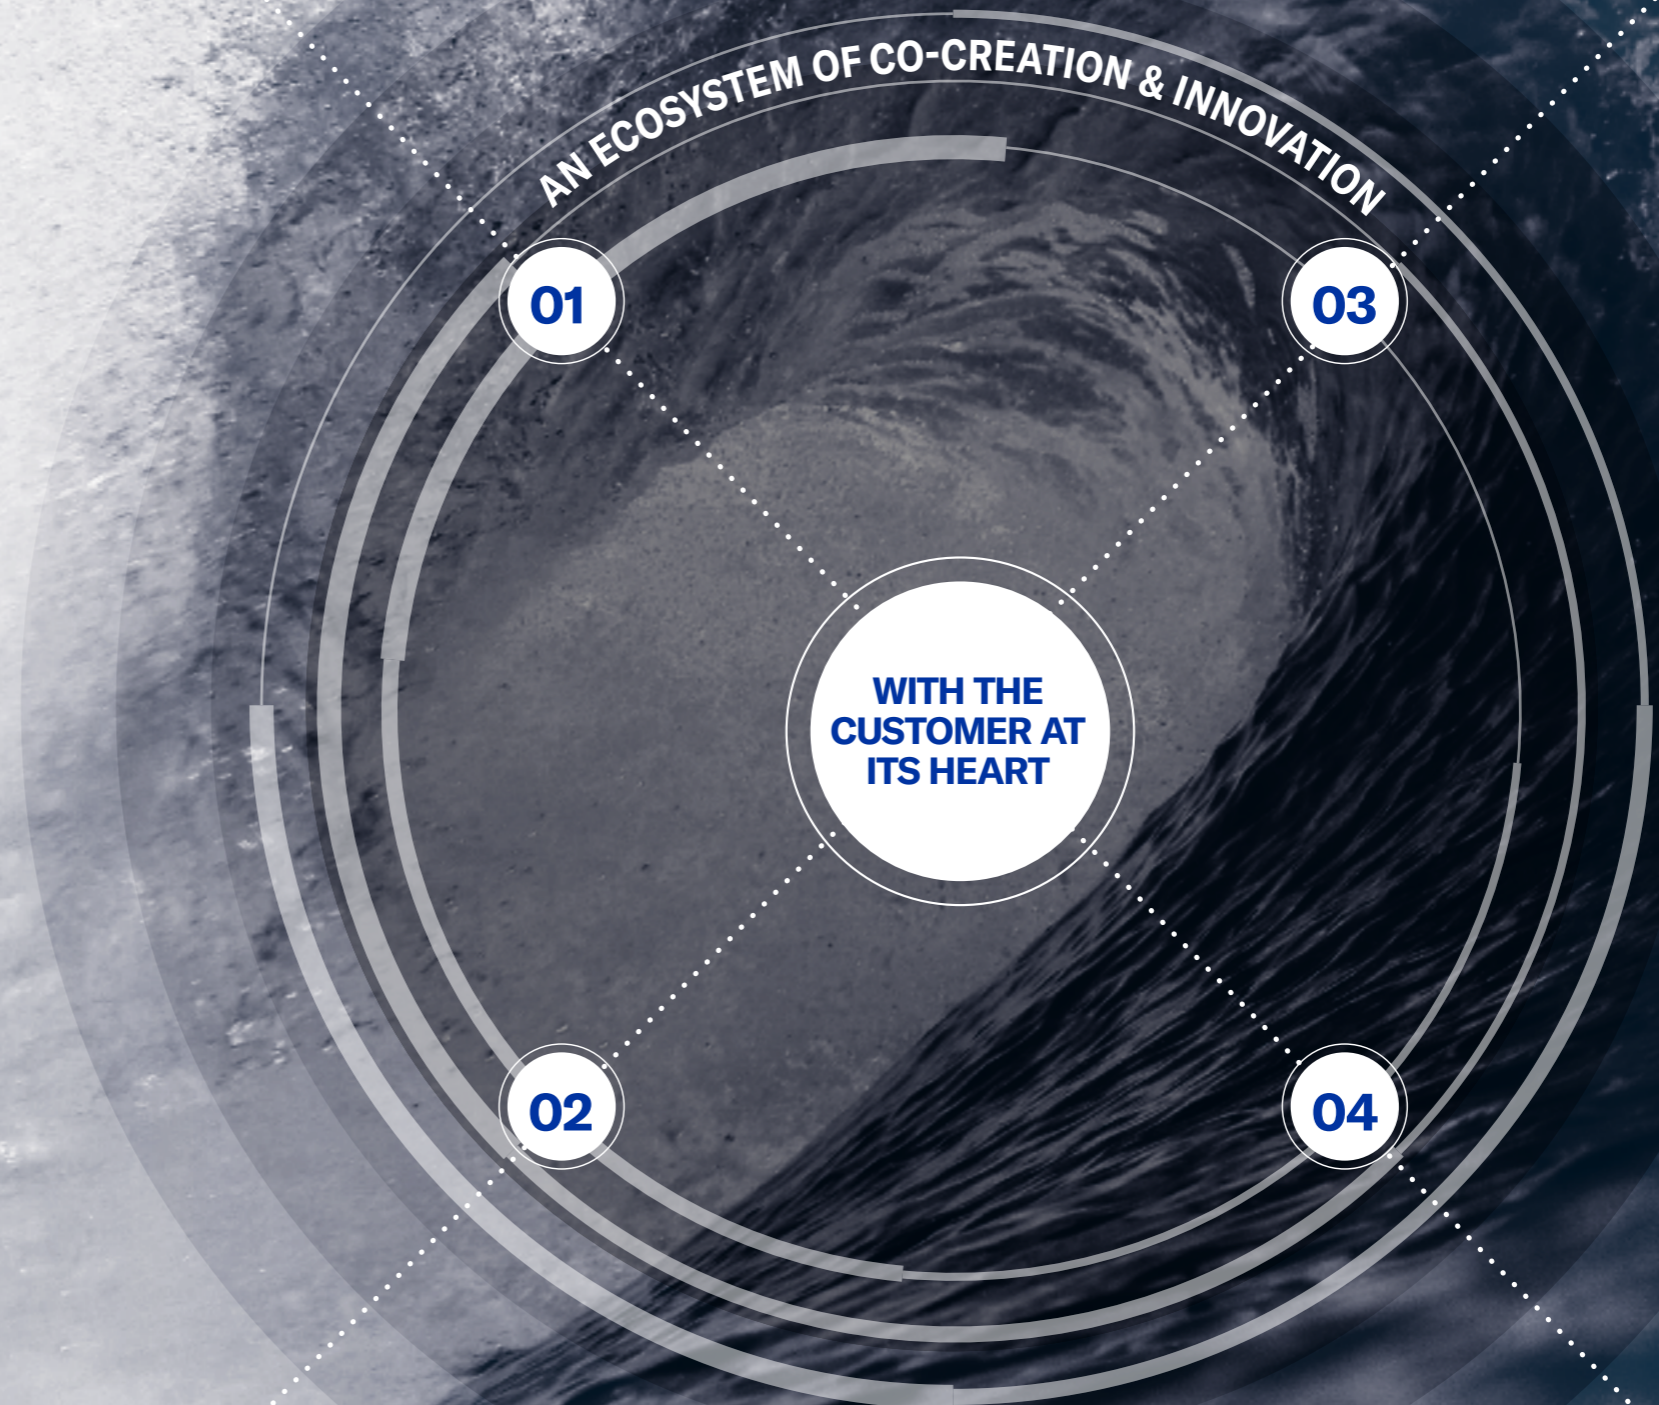 AN ECOSYSTEM OF CO-CREATION & INNOVATION
01
03
WITH THE
CUSTOMER AT
ITS HEART
02
04